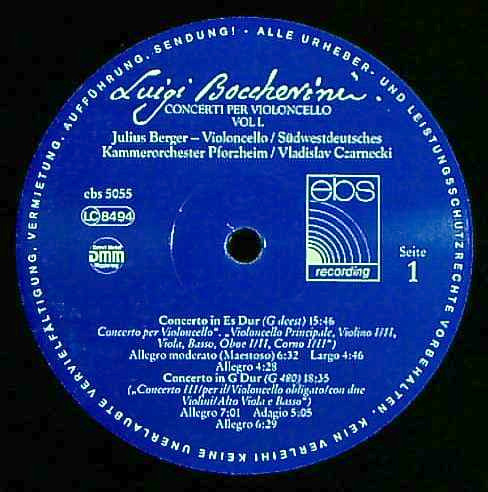 KEIN VERLEIH! KEINE UNERLAUBTE VERVIELFÄLTIGUNG, VERMIETUNG, AUFFÜHRUNG, SENDUNG! · ALLE URHEBER- UND LEISTUNGSSCHUTZRECHTE VORBEHALTEN.
Luigi Boccherini
CONCERTI PER VIOLONCELLO
VOL I.
Julius Berger – Violoncello / Südwestdeutsches
Kammerorchester Pforzheim / Vladislav Czarnecki
ebs 5055
LC 8494
DMM
ebs
recording
Seite
1
Concerto in Es Dur (G deest) 15:46
Concerto per Violoncello“. „Violoncello Principale, Violino I/II,
Viola, Basso, Oboe I/II, Corno I/II“)
Allegro moderato (Maestoso) 6:32 Largo 4:46
Allegro 4:28
Concerto in G Dur (G 480) 18:35
(„Concerto III/per il/Violoncello obligato/con due
Violini/Alto Viola e Basso“)
Allegro 7:01 Adagio 5:05
Allegro 6:29